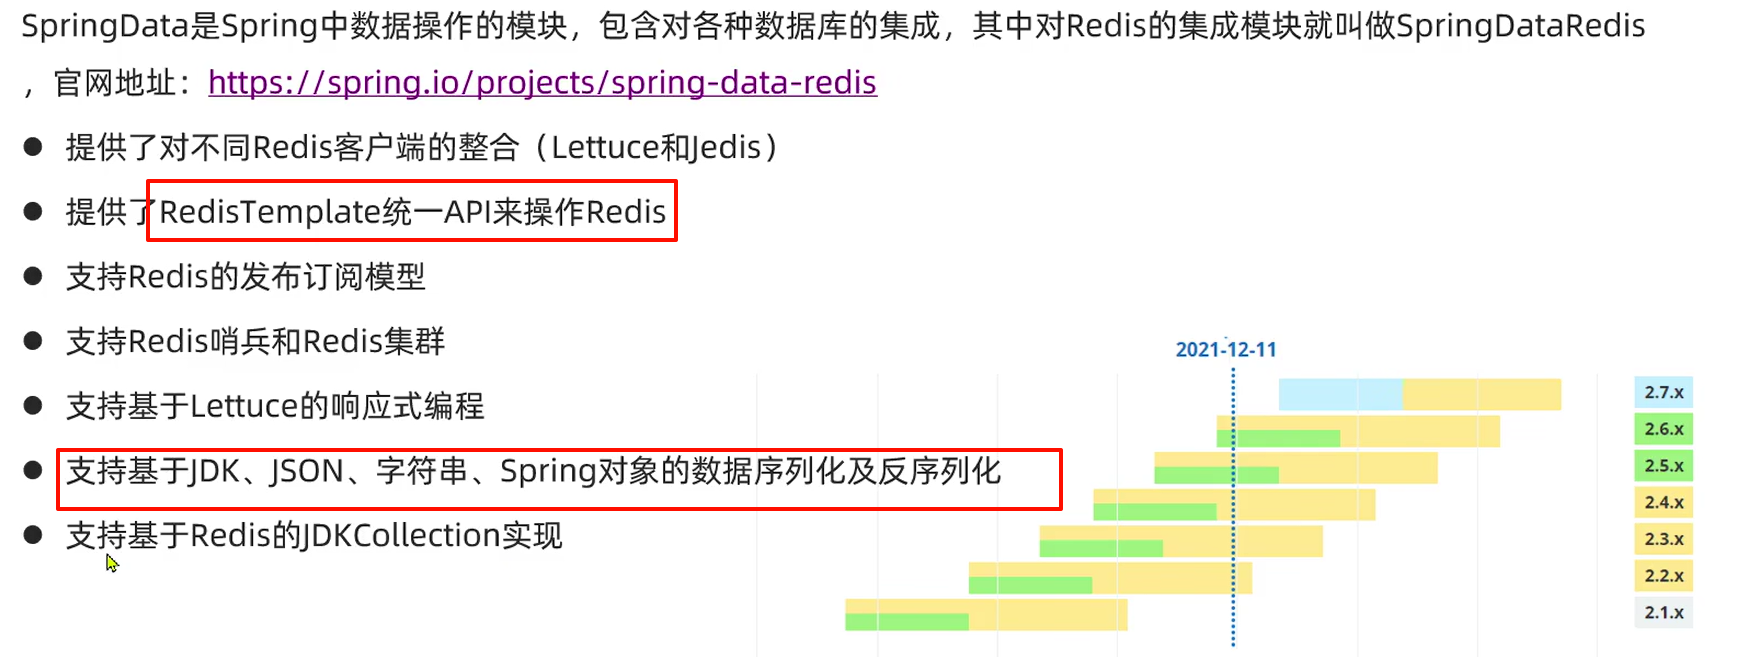 SpringData是Spring中数据操作的模块，包含对各种数据库的集成，其中对Redis的集成模块就叫做SpringDataRedis
，官网地址：https://spring.io/projects/spring-data-redis
● 提供了对不同Redis客户端的整合（Lettuce和Jedis）
● 提供了RedisTemplate统一API来操作Redis
● 支持Redis的发布订阅模型
● 支持Redis哨兵和Redis集群
● 支持基于Lettuce的响应式编程
● 支持基于JDK、JSON、字符串、Spring对象的数据序列化及反序列化
● 支持基于Redis的JDKCollection实现
2021-12-11
2.7.x
2.6.x
2.5.x
2.4.x
2.3.x
2.2.x
2.1.x